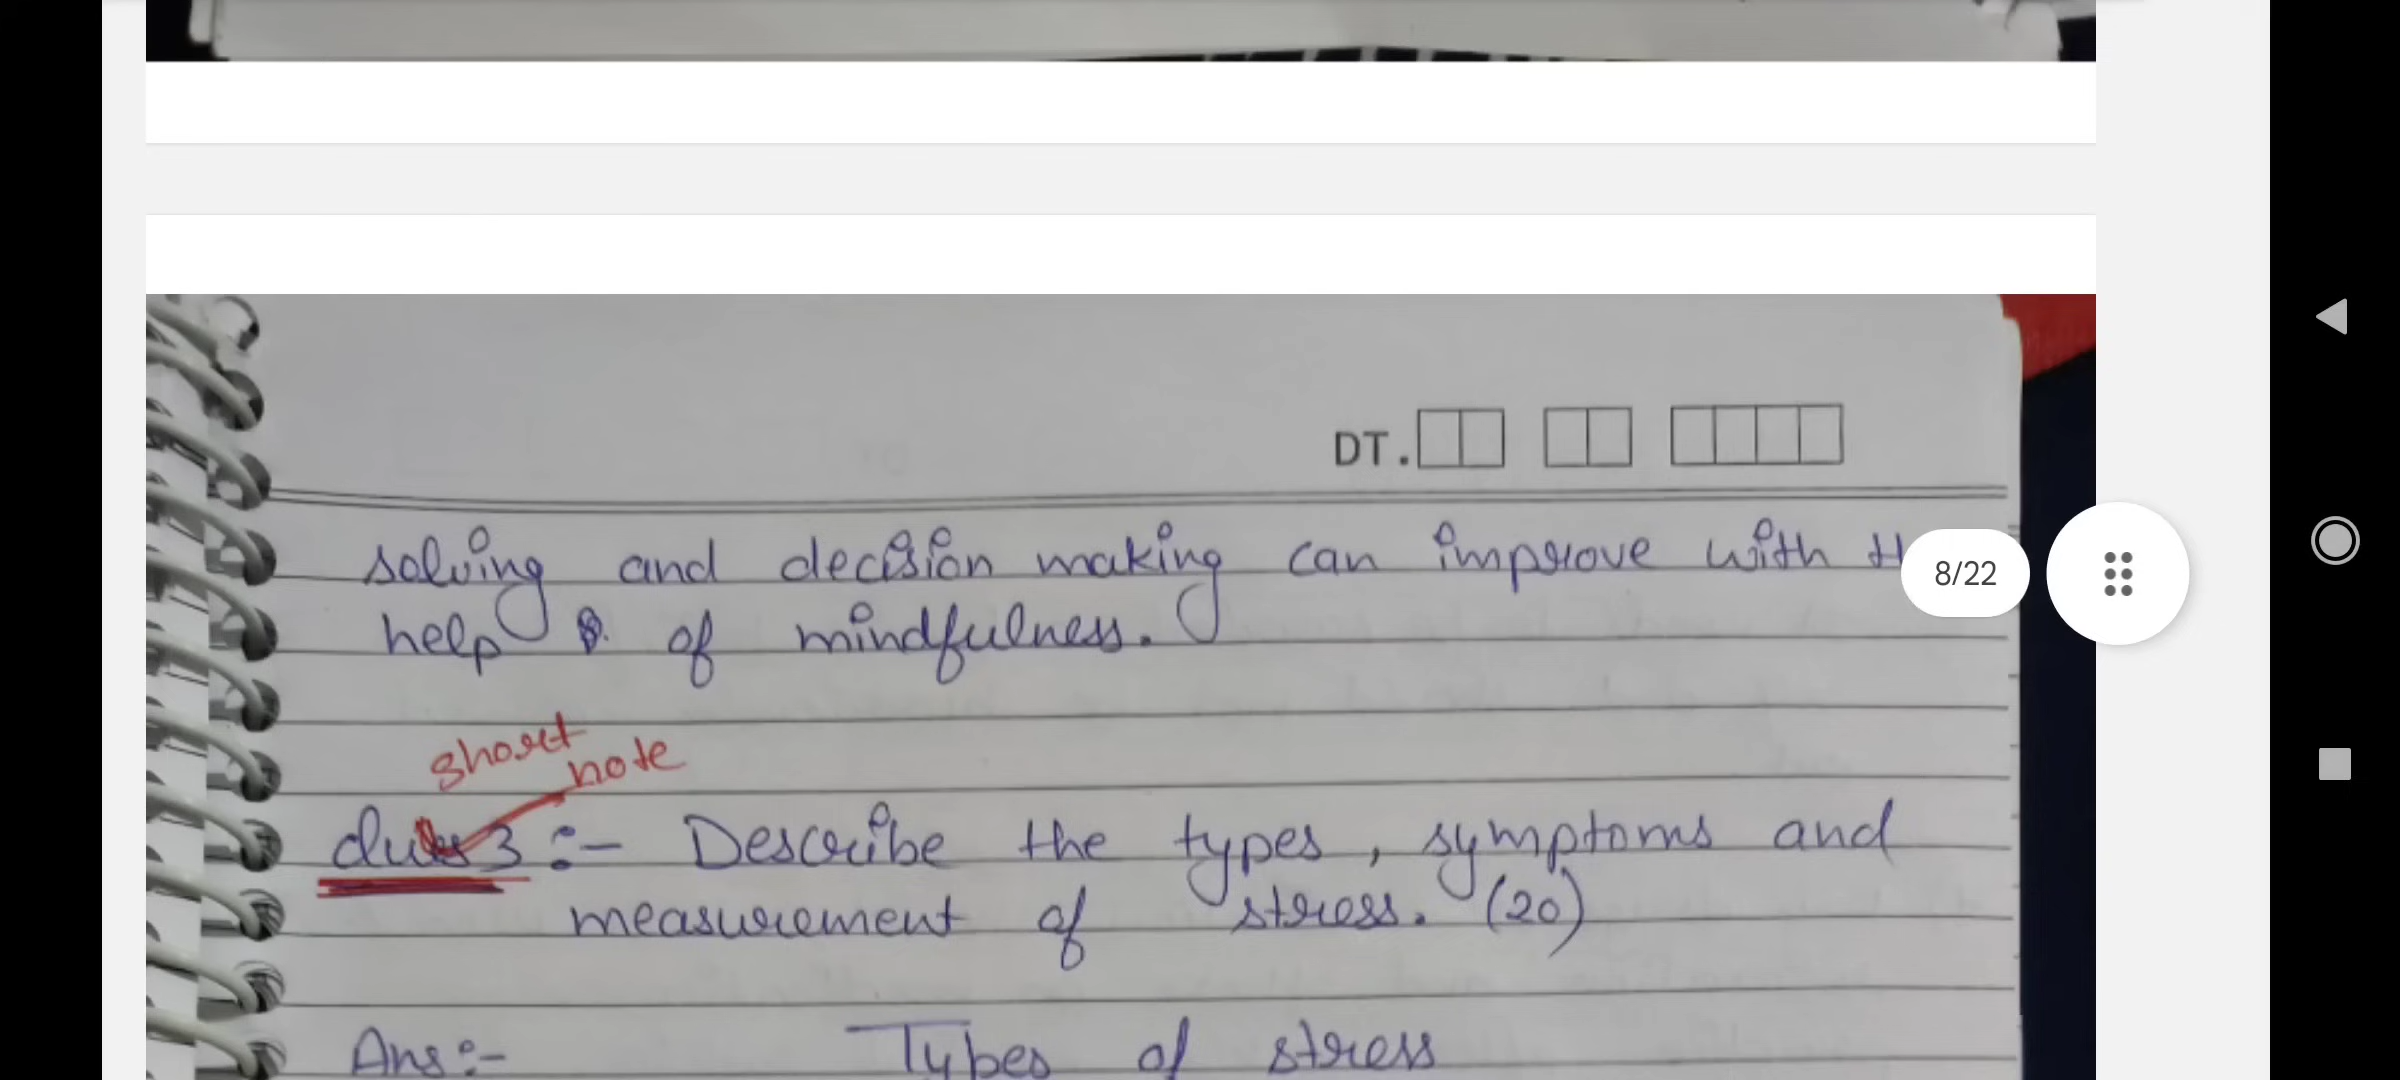 DT.
solving and decision making can improve with
8/22
help of mindfulness.
short
note
Ques 3 :- Describe the types, symptoms and
measurement of stress. (20)
Ans :- Types of stress